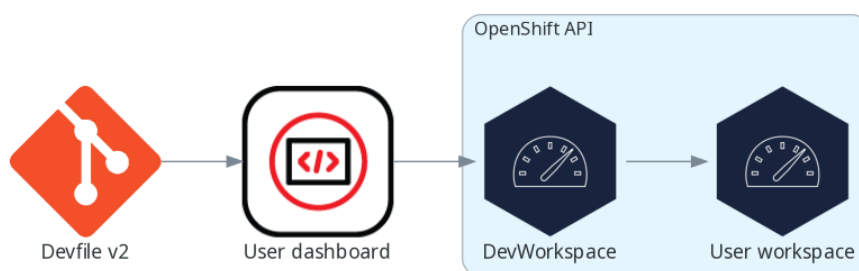 OpenShift API
</>
Devfile v2
User dashboard
DevWorkspace
User workspace